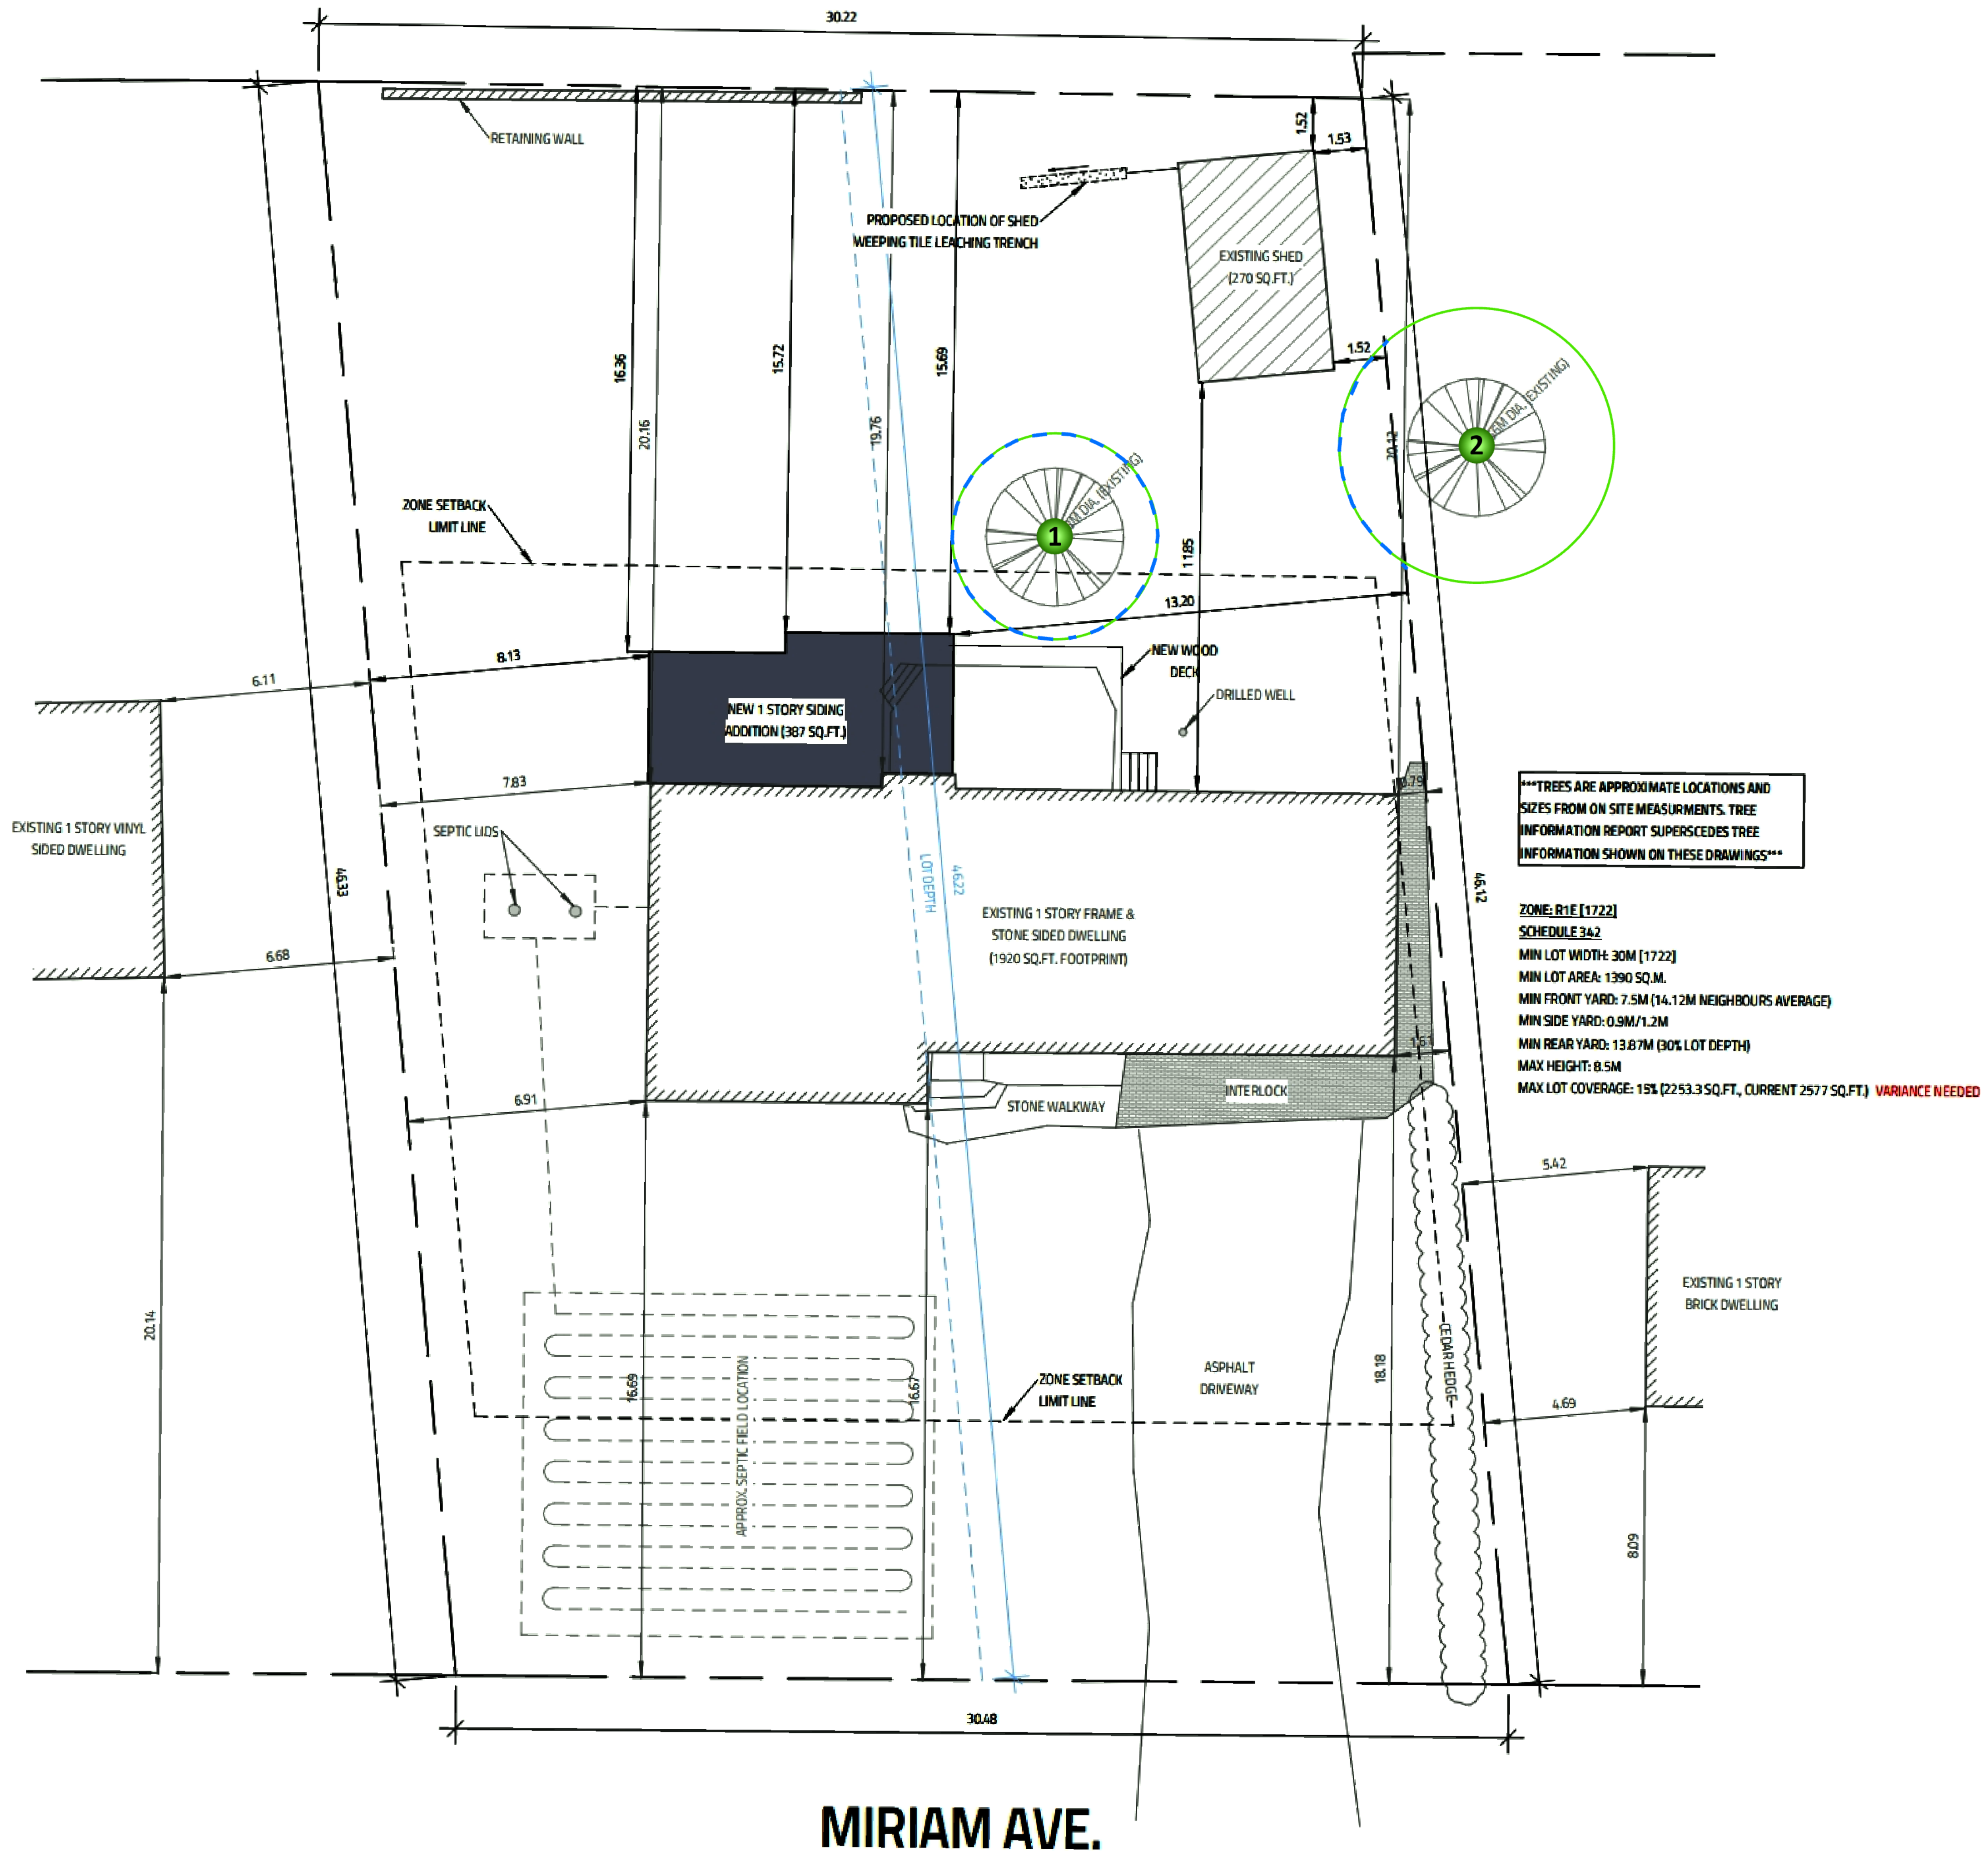 30.22
RETAINING WALL
1.52
1.53
PROPOSED LOCATION OF SHED
WEEPING TILE LEACHING TRENCH
EXISTING SHED
(270 SQ.FT.)
16.36
15.72
15.69
1.52
20.16
19.76
20.12
M DIA. (EXISTING)
M DIA. (EXISTING)
1
2
ZONE SETBACK
LIMIT LINE
11.85
13.20
8.13
6.11
NEW WOOD
DECK
DRILLED WELL
NEW 1 STORY SIDING
ADDITION (387 SQ.FT.)
7.83
0.79
EXISTING 1 STORY VINYL
SIDED DWELLING
SEPTIC LIDS
46.33
LOT DEPTH
46.22
46.12
***TREES ARE APPROXIMATE LOCATIONS AND
SIZES FROM ON SITE MEASURMENTS. TREE
INFORMATION REPORT SUPERSCEDES TREE
INFORMATION SHOWN ON THESE DRAWINGS***
EXISTING 1 STORY FRAME &
STONE SIDED DWELLING
(1920 SQ.FT. FOOTPRINT)
ZONE: R1E [1722]
SCHEDULE 342
MIN LOT WIDTH: 30M [1722]
MIN LOT AREA: 1390 SQ.M.
MIN FRONT YARD: 7.5M (14.12M NEIGHBOURS AVERAGE)
MIN SIDE YARD: 0.9M/1.2M
MIN REAR YARD: 13.87M (30% LOT DEPTH)
MAX HEIGHT: 8.5M
MAX LOT COVERAGE: 15% (2253.3 SQ.FT., CURRENT 2577 SQ.FT.) VARIANCE NEEDED
6.68
1.61
INTERLOCK
STONE WALKWAY
6.91
5.42
EXISTING 1 STORY
BRICK DWELLING
20.14
16.69
APPROX. SEPTIC FIELD LOCATION
16.67
ZONE SETBACK
LIMIT LINE
ASPHALT
DRIVEWAY
18.18
CEDAR HEDGE
4.69
8.09
30.48
MIRIAM AVE.